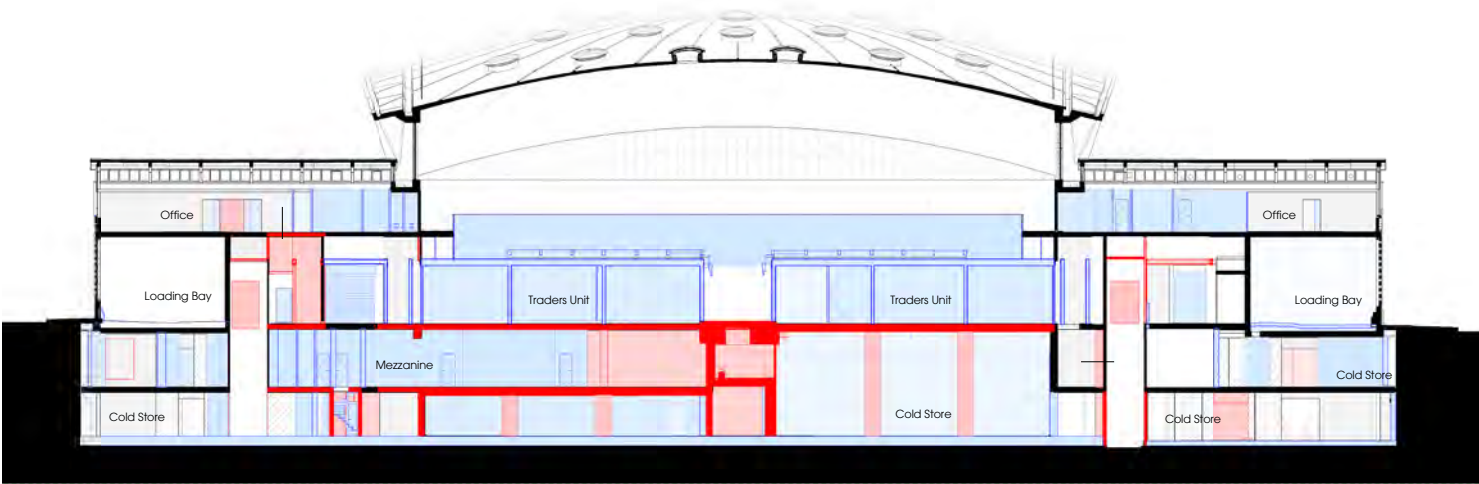 Office
Office
Loading Bay
Traders Unit
Traders Unit
Loading Bay
Mezzanine
Cold Store
Cold Store
Cold Store
Cold Store